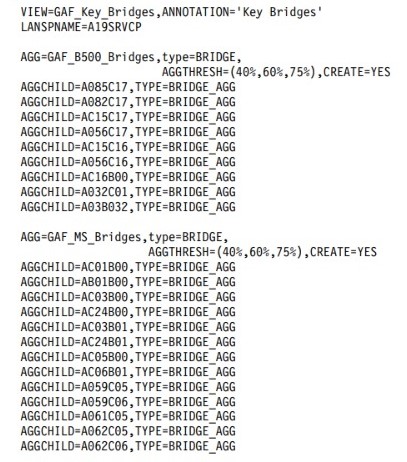 VIEW=GAF_Key_Bridges,ANNOTATION='Key Bridges'
LANSPNAME=A19SRVCP
AGG=GAF_B500_Bridges,type=BRIDGE,
AGGTHRESH=(40%,60%,75%),CREATE=YES
AGGCHILD=A085C17,TYPE=BRIDGE_AGG
AGGCHILD=A082C17,TYPE=BRIDGE_AGG
AGGCHILD=AC15C17,TYPE=BRIDGE_AGG
AGGCHILD=A056C17,TYPE=BRIDGE_AGG
AGGCHILD=AC15C16,TYPE=BRIDGE_AGG
AGGCHILD=A056C16,TYPE=BRIDGE_AGG
AGGCHILD=AC16B00,TYPE=BRIDGE_AGG
AGGCHILD=A032C01,TYPE=BRIDGE_AGG
AGGCHILD=A03B032,TYPE=BRIDGE_AGG
AGG=GAF_MS_Bridges,type=BRIDGE,
AGGTHRESH=(40%,60%,75%),CREATE=YES
AGGCHILD=AC01B00,TYPE=BRIDGE_AGG
AGGCHILD=AB01B00,TYPE=BRIDGE_AGG
AGGCHILD=AC03B00,TYPE=BRIDGE_AGG
AGGCHILD=AC24B00,TYPE=BRIDGE_AGG
AGGCHILD=AC03B01,TYPE=BRIDGE_AGG
AGGCHILD=AC24B01,TYPE=BRIDGE_AGG
AGGCHILD=AC05B00,TYPE=BRIDGE_AGG
AGGCHILD=AC06B01,TYPE=BRIDGE_AGG
AGGCHILD=A059C05,TYPE=BRIDGE_AGG
AGGCHILD=A059C06,TYPE=BRIDGE_AGG
AGGCHILD=A061C05,TYPE=BRIDGE_AGG
AGGCHILD=A062C05,TYPE=BRIDGE_AGG
AGGCHILD=A062C06,TYPE=BRIDGE_AGG